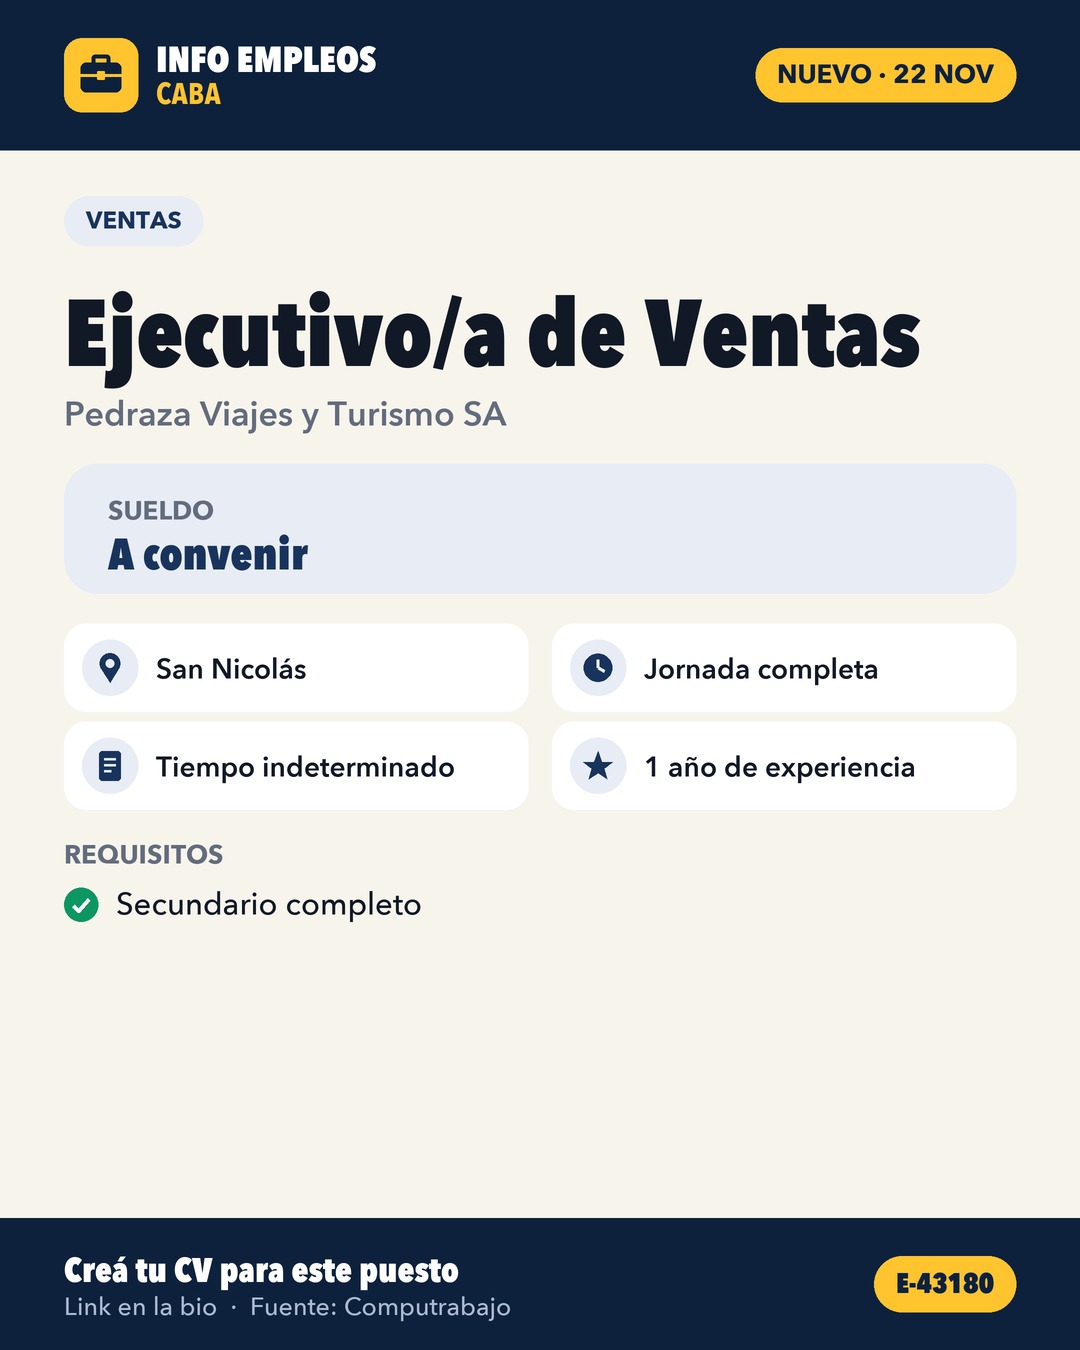 INFO EMPLEOS
CABA
NUEVO · 22 NOV
VENTAS
Ejecutivo/a de Ventas
Pedraza Viajes y Turismo SA
SUELDO
A convenir
San Nicolás
Jornada completa
Tiempo indeterminado
1 año de experiencia
REQUISITOS
Secundario completo
Creá tu CV para este puesto
Link en la bio · Fuente: Computrabajo
E-43180